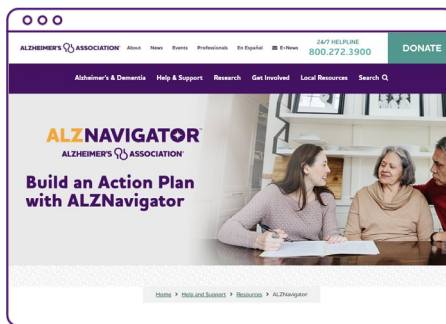 ALZHEIMER'S ASSOCIATION®
About News Events Professionals En Español E-News
24/7 HELPLINE
800.272.3900
DONATE
Alzheimer's & Dementia Help & Support Research Get Involved Local Resources Search
ALZNAVIGATOR™
ALZHEIMER'S ASSOCIATION®
Build an Action Plan
with ALZNavigator
Home > Help and Support > Resources > ALZNavigator